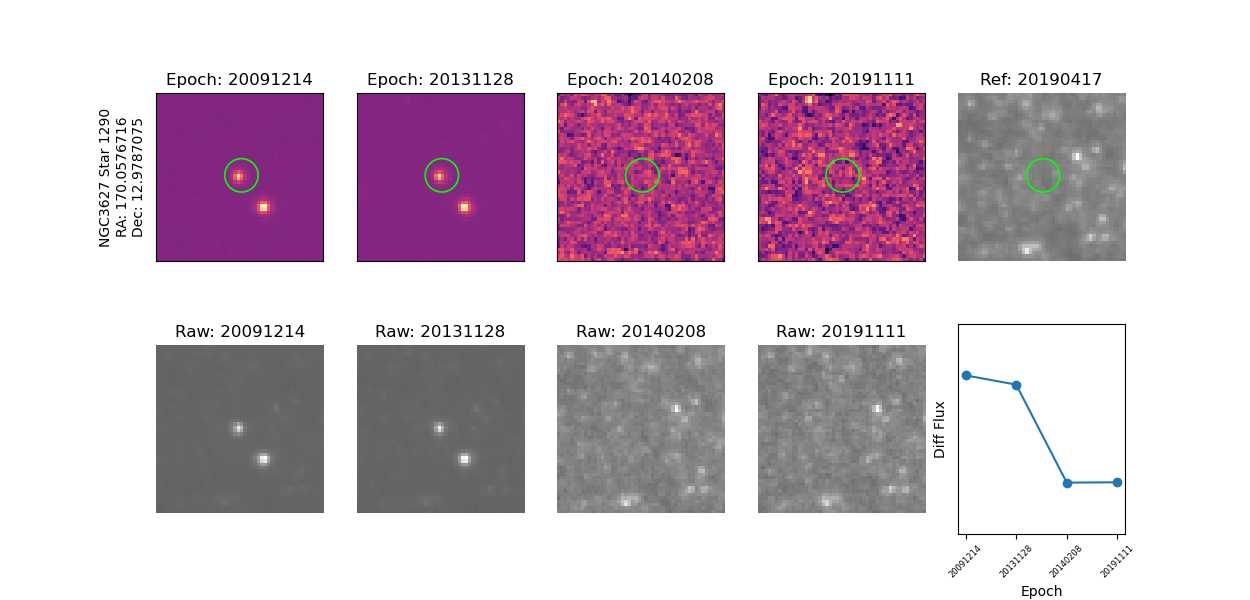 Epoch: 20091214
Epoch: 20131128
Epoch: 20140208
Epoch: 20191111
Ref: 20190417
NGC3627 Star 1290
RA: 170.0576716
Dec: 12.9787075
Raw: 20091214
Raw: 20131128
Raw: 20140208
Raw: 20191111
Diff Flux
20091214
20131128
20140208
20191111
Epoch